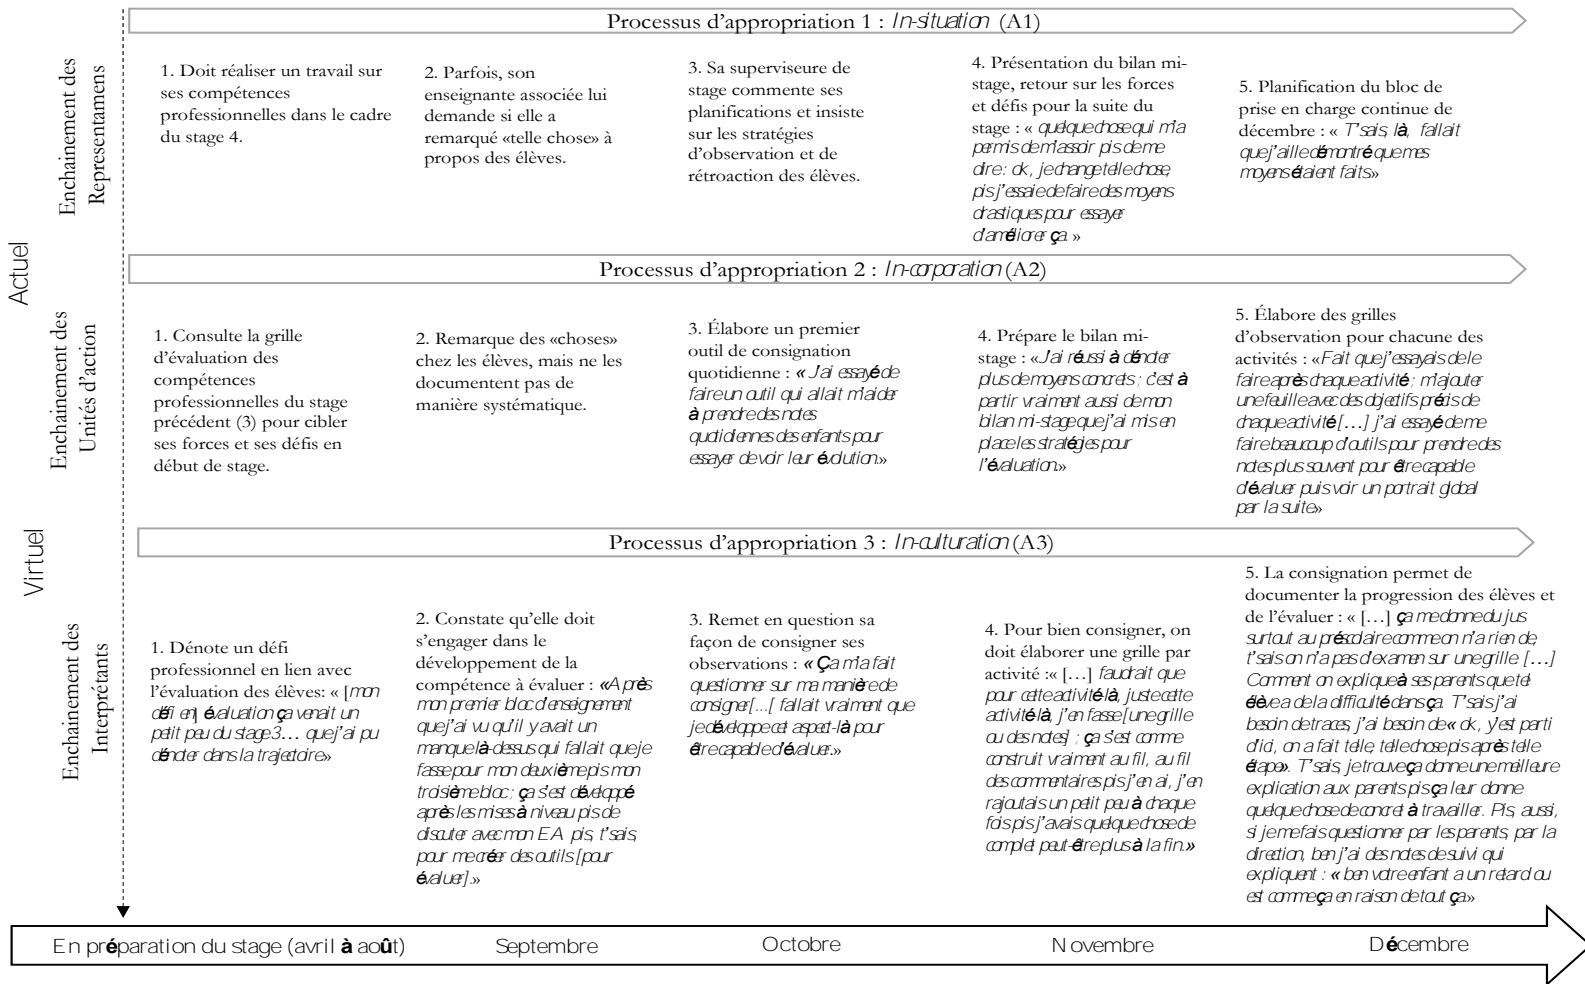 Processus d'appropriation 1 : In-situation (A1)
Enchainement des
Representamens
1. Doit réaliser un travail sur
ses compétences
professionnelles dans le cadre
du stage 4.
2. Parfois, son
enseignante associée lui
demande si elle a
remarqué «telle chose» à
propos des élèves.
3. Sa superviseure de
stage commente ses
planifications et insiste
sur les stratégies
d'observation et de
rétroaction des élèves.
4. Présentation du bilan mi-
stage, retour sur les forces
et défis pour la suite du
stage : « quelque chose qui m'a
permis de m'assoir pis de me
dire : ok, je change telle chose,
pis j'essaie de faire des moyens
drastiques pour essayer
d'améliorer ça. »
5. Planification du bloc de
prise en charge continue de
décembre : « T'sais, là, fallait
que j'aille démontré que mes
moyens étaient faits»
Actuel
Processus d'appropriation 2 : In-corporation (A2)
Enchainement des
Unités d'action
1. Consulte la grille
d'évaluation des
compétences
professionnelles du stage
précédent (3) pour cibler
ses forces et ses défis en
début de stage.
2. Remarque des «choses»
chez les élèves, mais ne les
documentent pas de
manière systématique.
3. Élabore un premier
outil de consignation
quotidienne : « J'ai essayé de
faire un outil qui allait m'aider
à prendre des notes
quotidiennes des enfants pour
essayer de voir leur évolution.»
4. Prépare le bilan mi-
stage : «J'ai réussi à dénoter
plus de moyens concrets ; c'est à
partir vraiment aussi de mon
bilan mi-stage que j'ai mis en
place les stratégies pour
l'évaluation.»
5. Élabore des grilles
d'observation pour chacune des
activités : «Fait que j'essayais de le
faire après chaque activité ; m'ajouter
une feuille avec des objectifs précis de
chaque activité […] j'ai essayé de me
faire beaucoup d'outils pour prendre des
notes plus souvent pour être capable
d'évaluer puis voir un portrait global
par la suite»
Virtuel
Processus d'appropriation 3 : In-culturation (A3)
Enchainement des
Interprétants
1. Dénote un défi
professionnel en lien avec
l'évaluation des élèves: « [mon
défi en] évaluation ça venait un
petit peu du stage 3… que j'ai pu
dénoter dans la trajectoire»
2. Constate qu'elle doit
s'engager dans le
développement de la
compétence à évaluer : «Après
mon premier bloc d'enseignement
que j'ai vu qu'il y avait un
manque là-dessus qui fallait que je
fasse pour mon deuxième pis mon
troisième bloc ; ça s'est développé
après les mises à niveau pis de
discuter avec mon EA pis, t'sais,
pour me créer des outils [pour
évaluer].»
3. Remet en question sa
façon de consigner ses
observations : « Ça m'a fait
questionner sur ma manière de
consigner[…[ fallait vraiment que
je développe cet aspect-là pour
être capable d'évaluer.»
4. Pour bien consigner, on
doit élaborer une grille par
activité :« […] faudrait que
pour cette activité-là, juste cette
activité-là, j'en fasse [une grille
ou des notes] ; ça s'est comme
construit vraiment au fil, au fil
des commentaires pis j'en ai, j'en
rajoutais un petit peu à chaque
fois pis j'avais quelque chose de
complet peut-être plus à la fin.»
5. La consignation permet de
documenter la progression des élèves et
de l'évaluer : « […] ça me donne du jus
surtout au préscolaire comme on n'a rien de,
t'sais on n'a pas d'examen sur une grille […]
Comment on explique à ses parents que tel
élève a de la difficulté dans ça. T'sais j'ai
besoin de traces, j'ai besoin de « ok, y'est parti
d'ici, on a fait telle, telle chose pis après telle
étape». T'sais, je trouve ça donne une meilleure
explication aux parents pis ça leur donne
quelque chose de concret à travailler. Pis, aussi,
si je me fais questionner par les parents, par la
direction, ben j'ai des notes de suivi qui
expliquent : « ben votre enfant a un retard ou
est comme ça en raison de tout ça»
En préparation du stage (avril à août)
Septembre
Octobre
Novembre
Décembre